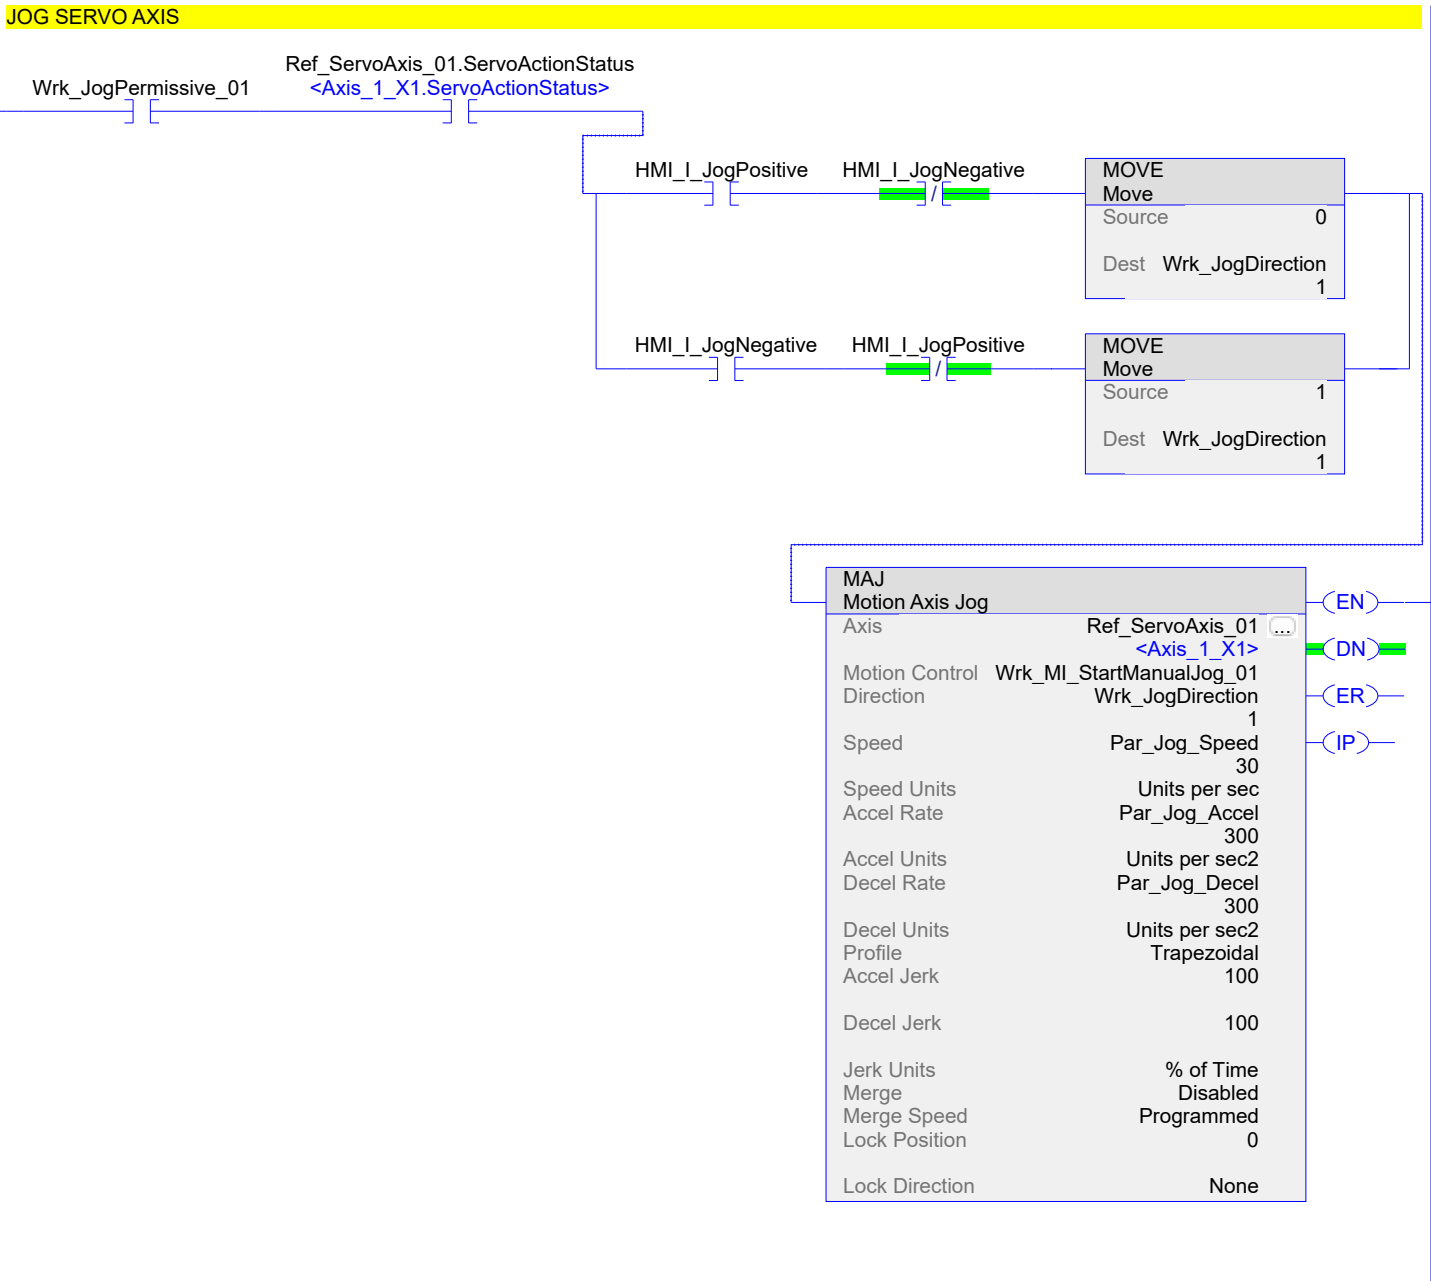 JOG SERVO AXIS
Ref_ServoAxis_01.ServoActionStatus
Wrk_JogPermissive_01 <Axis_1_X1.ServoActionStatus>
HMI_I_JogPositive HMI_I_JogNegative MOVE
/ Move
Source 0
Dest Wrk_JogDirection
1
HMI_I_JogNegative HMI_I_JogPositive MOVE
/ Move
Source 1
Dest Wrk_JogDirection
1
MAJ
Motion Axis Jog EN
Axis Ref_ServoAxis_01 ...
<Axis_1_X1> DN
Motion Control Wrk_MI_StartManualJog_01
Direction Wrk_JogDirection ER
1
Speed Par_Jog_Speed IP
30
Speed Units Units per sec
Accel Rate Par_Jog_Accel
300
Accel Units Units per sec2
Decel Rate Par_Jog_Decel
300
Decel Units Units per sec2
Profile Trapezoidal
Accel Jerk 100
Decel Jerk 100
Jerk Units % of Time
Merge Disabled
Merge Speed Programmed
Lock Position 0
Lock Direction None